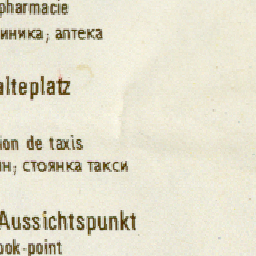 pharmacie
иника; аптека
alteplatz
ion de taxis
н; стоянка такси
Aussichtspunkt
ook-point